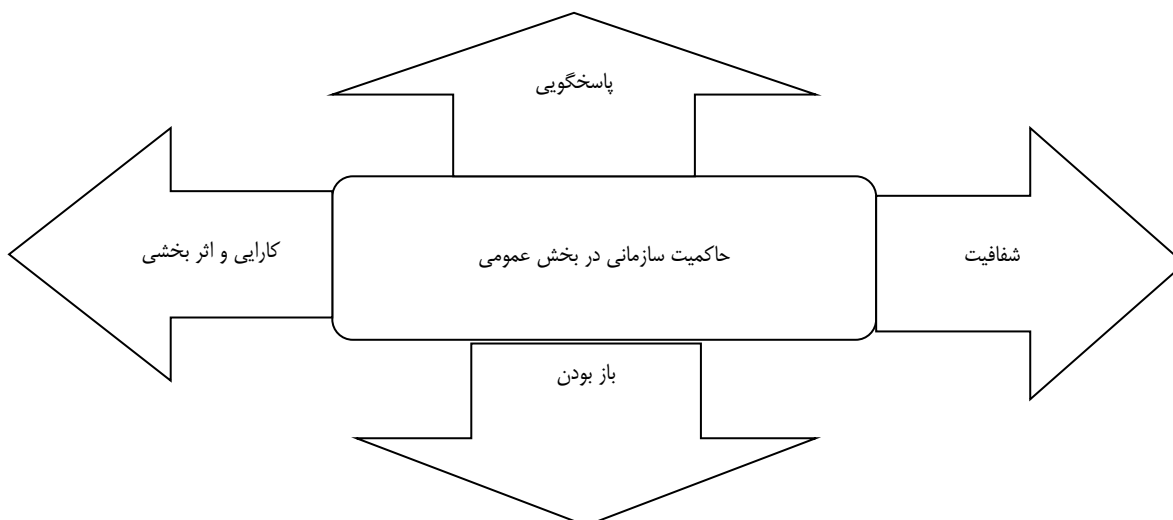 پاسخگویی
شفافیت
حاکمیت سازمانی در بخش عمومی
کارایی و اثر بخشی
باز بودن